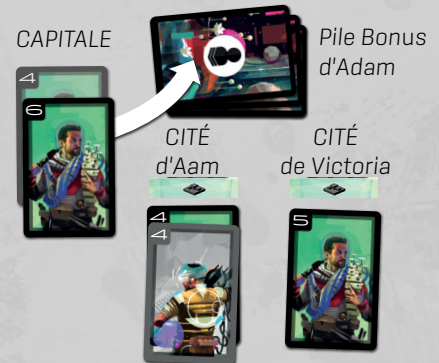 CAPITALE
Pile Bonus
d'Adam
4
6
CITÉ
d'Aam
CITÉ
de Victoria
4
4
5